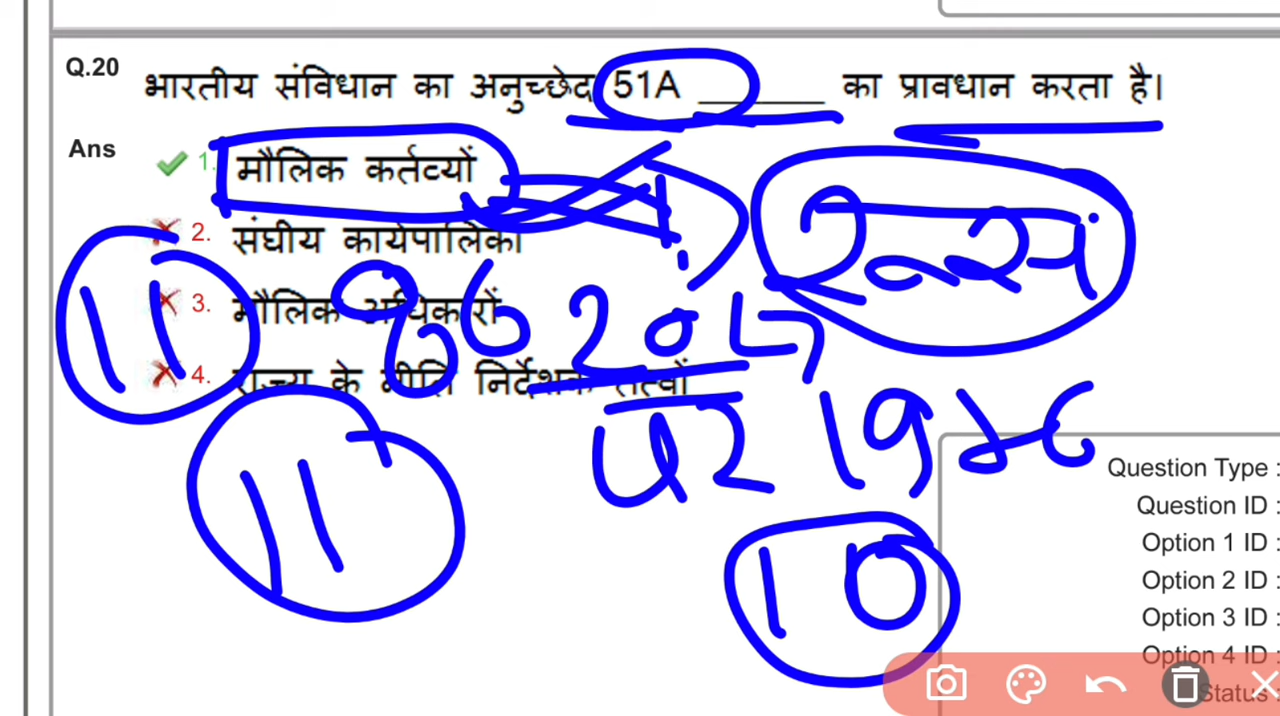 Q.20 भारतीय संविधान का अनुच्छेद 51A ______ का प्रावधान करता है।
Ans 1. मौलिक कर्तव्यों
2. संघीय कार्यपालिका
3. मौलिक अधिकारों
4. राज्य के नीति निर्देशक तत्वों
11 86
42 1976
11
10
Question Type :
Question ID :
Option 1 ID :
Option 2 ID :
Option 3 ID :
Option 4 ID :
Status :